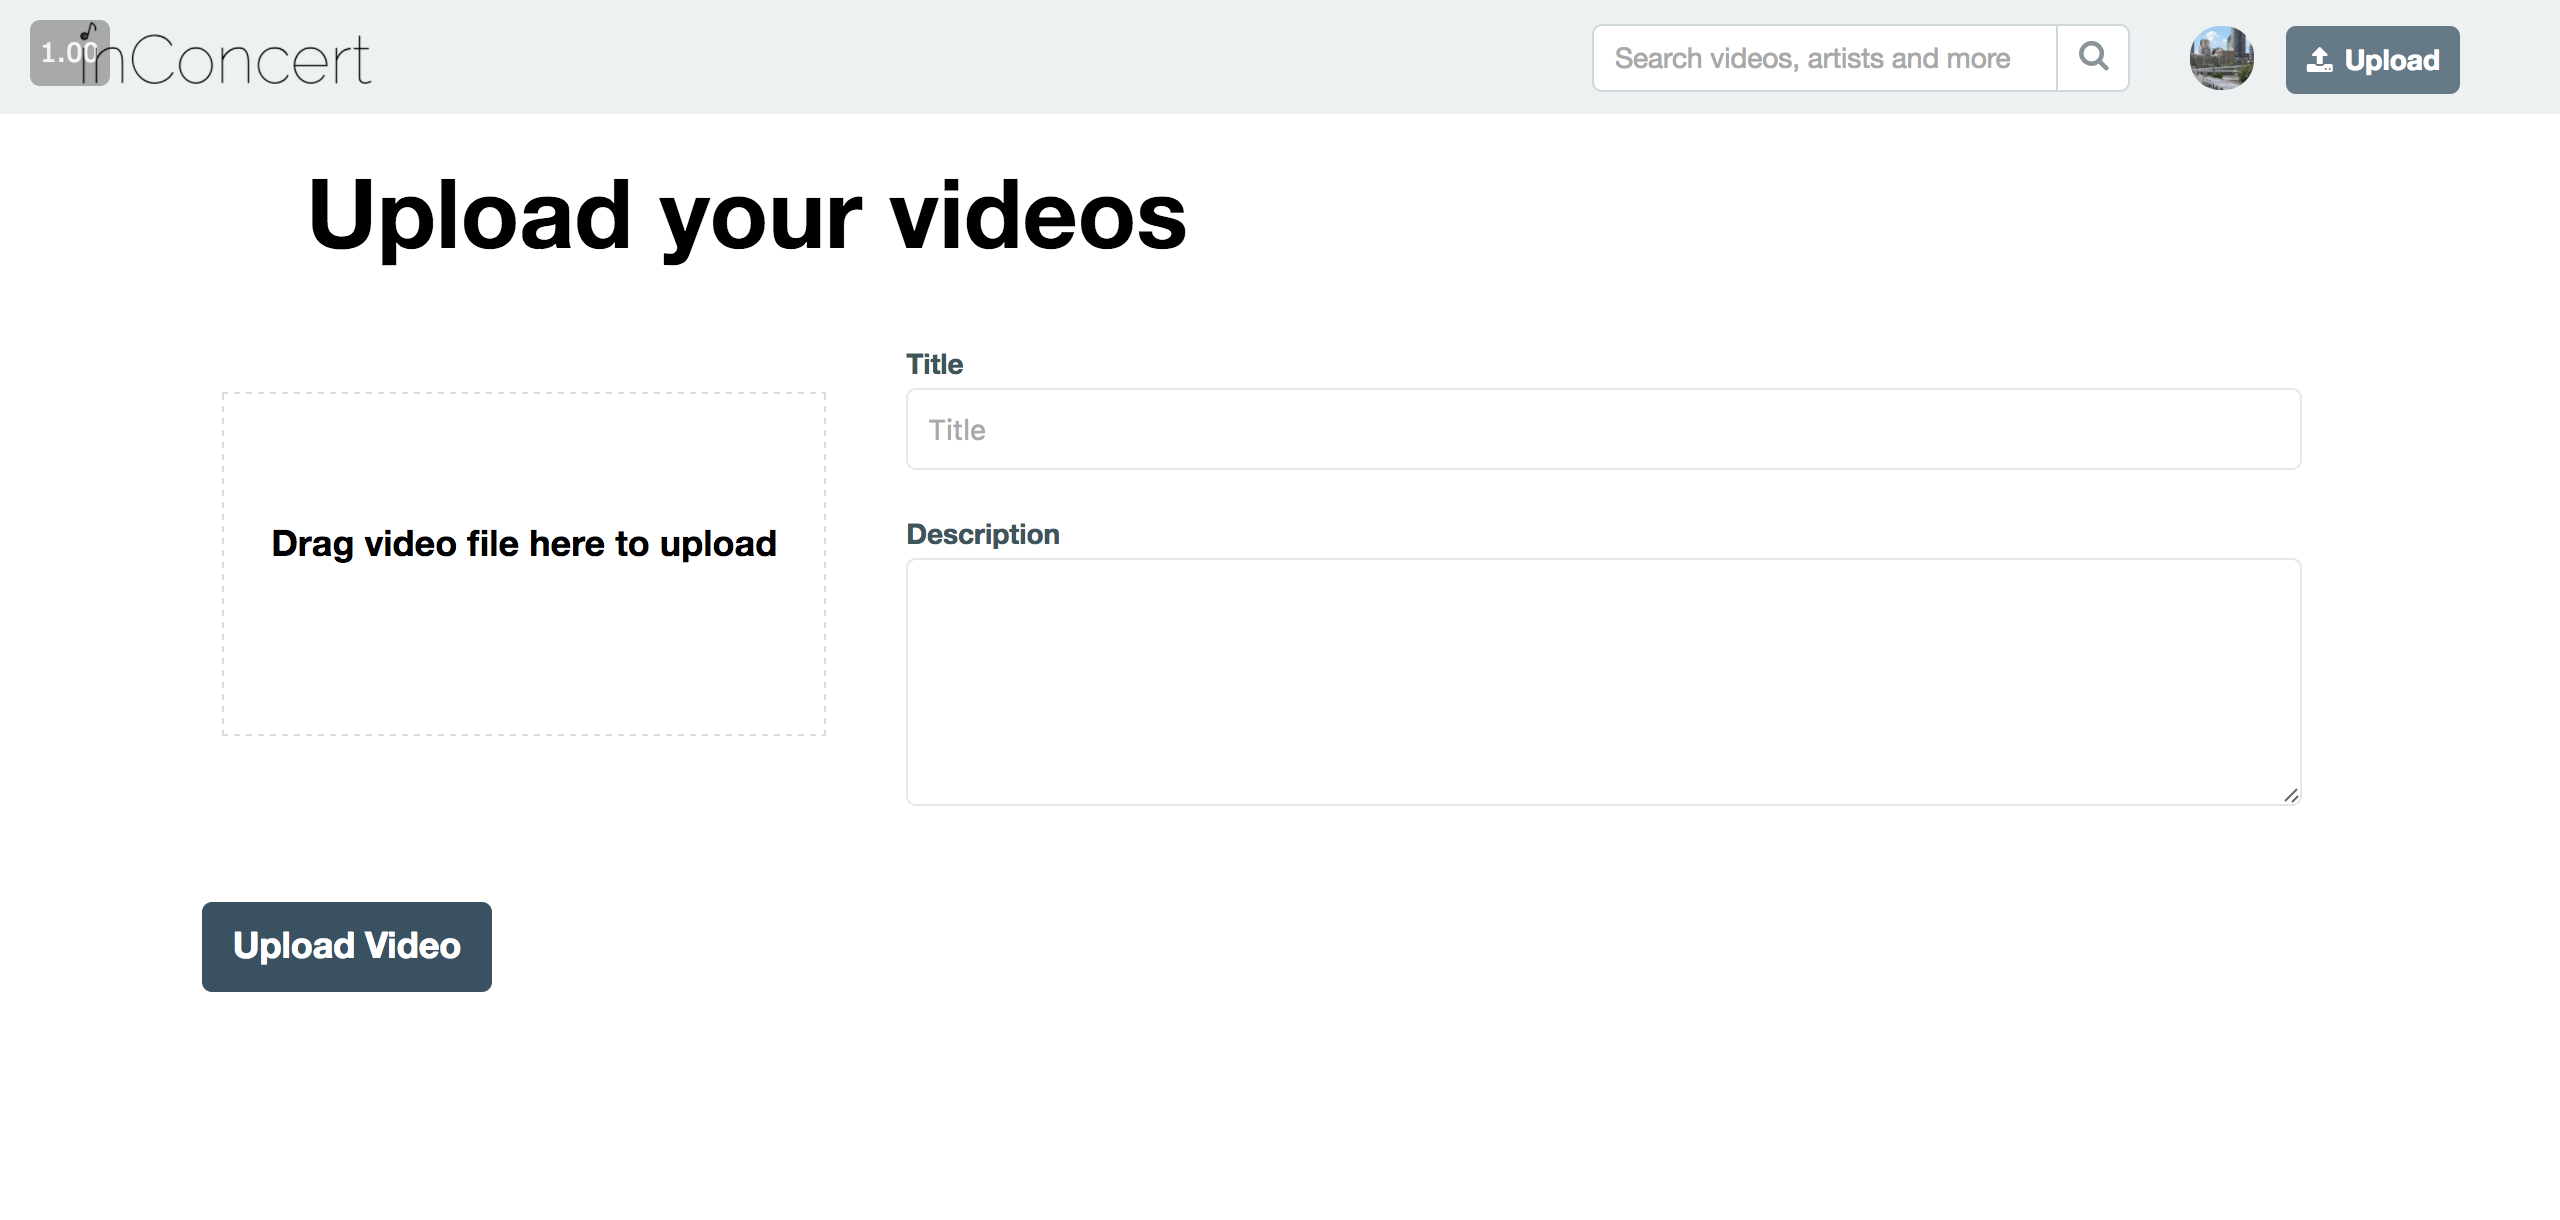 1.00
inConcert
Search videos, artists and more
Upload
Upload your videos
Title
Title
Drag video file here to upload
Description
Upload Video